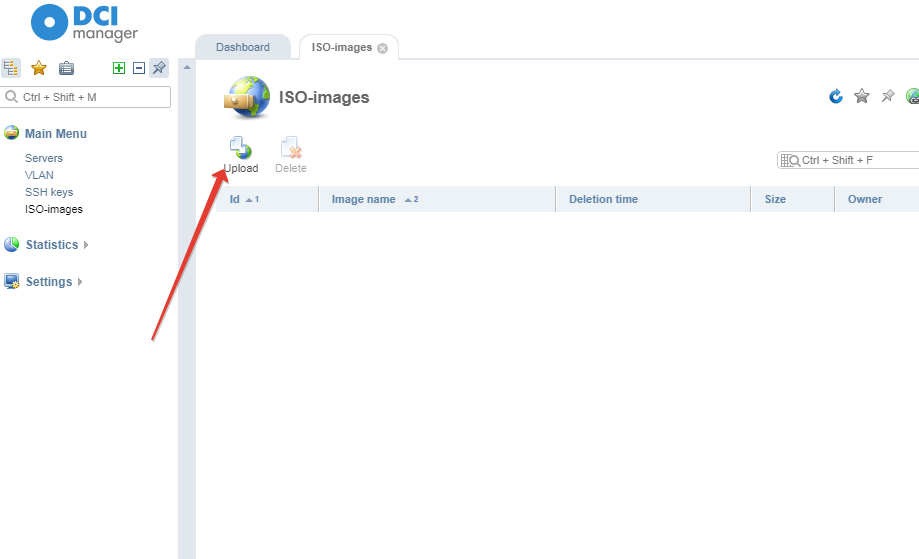 DCI
manager
Dashboard
ISO-images
Ctrl + Shift + M
ISO-images
Main Menu
Servers
VLAN
SSH keys
ISO-images
Statistics
Settings
Upload
Delete
Ctrl + Shift + F
Id 1
Image name 2
Deletion time
Size
Owner